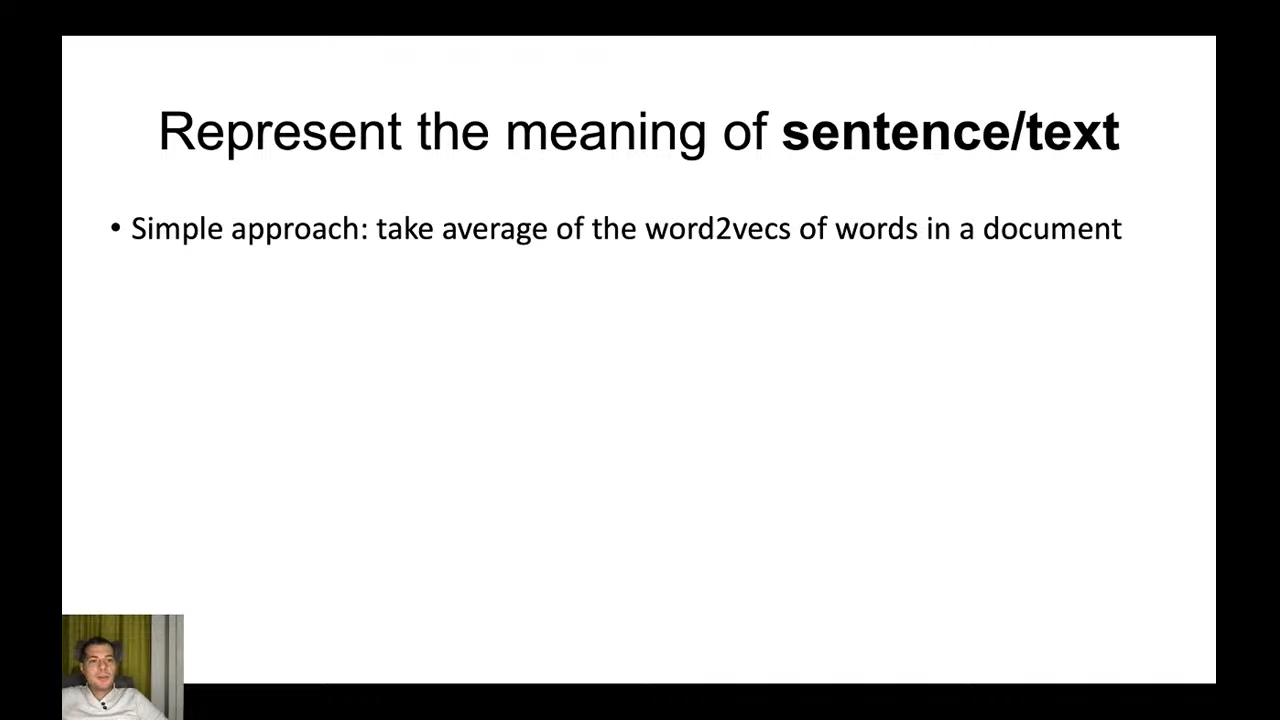 Represent the meaning of sentence/text
• Simple approach: take average of the word2vecs of words in a document